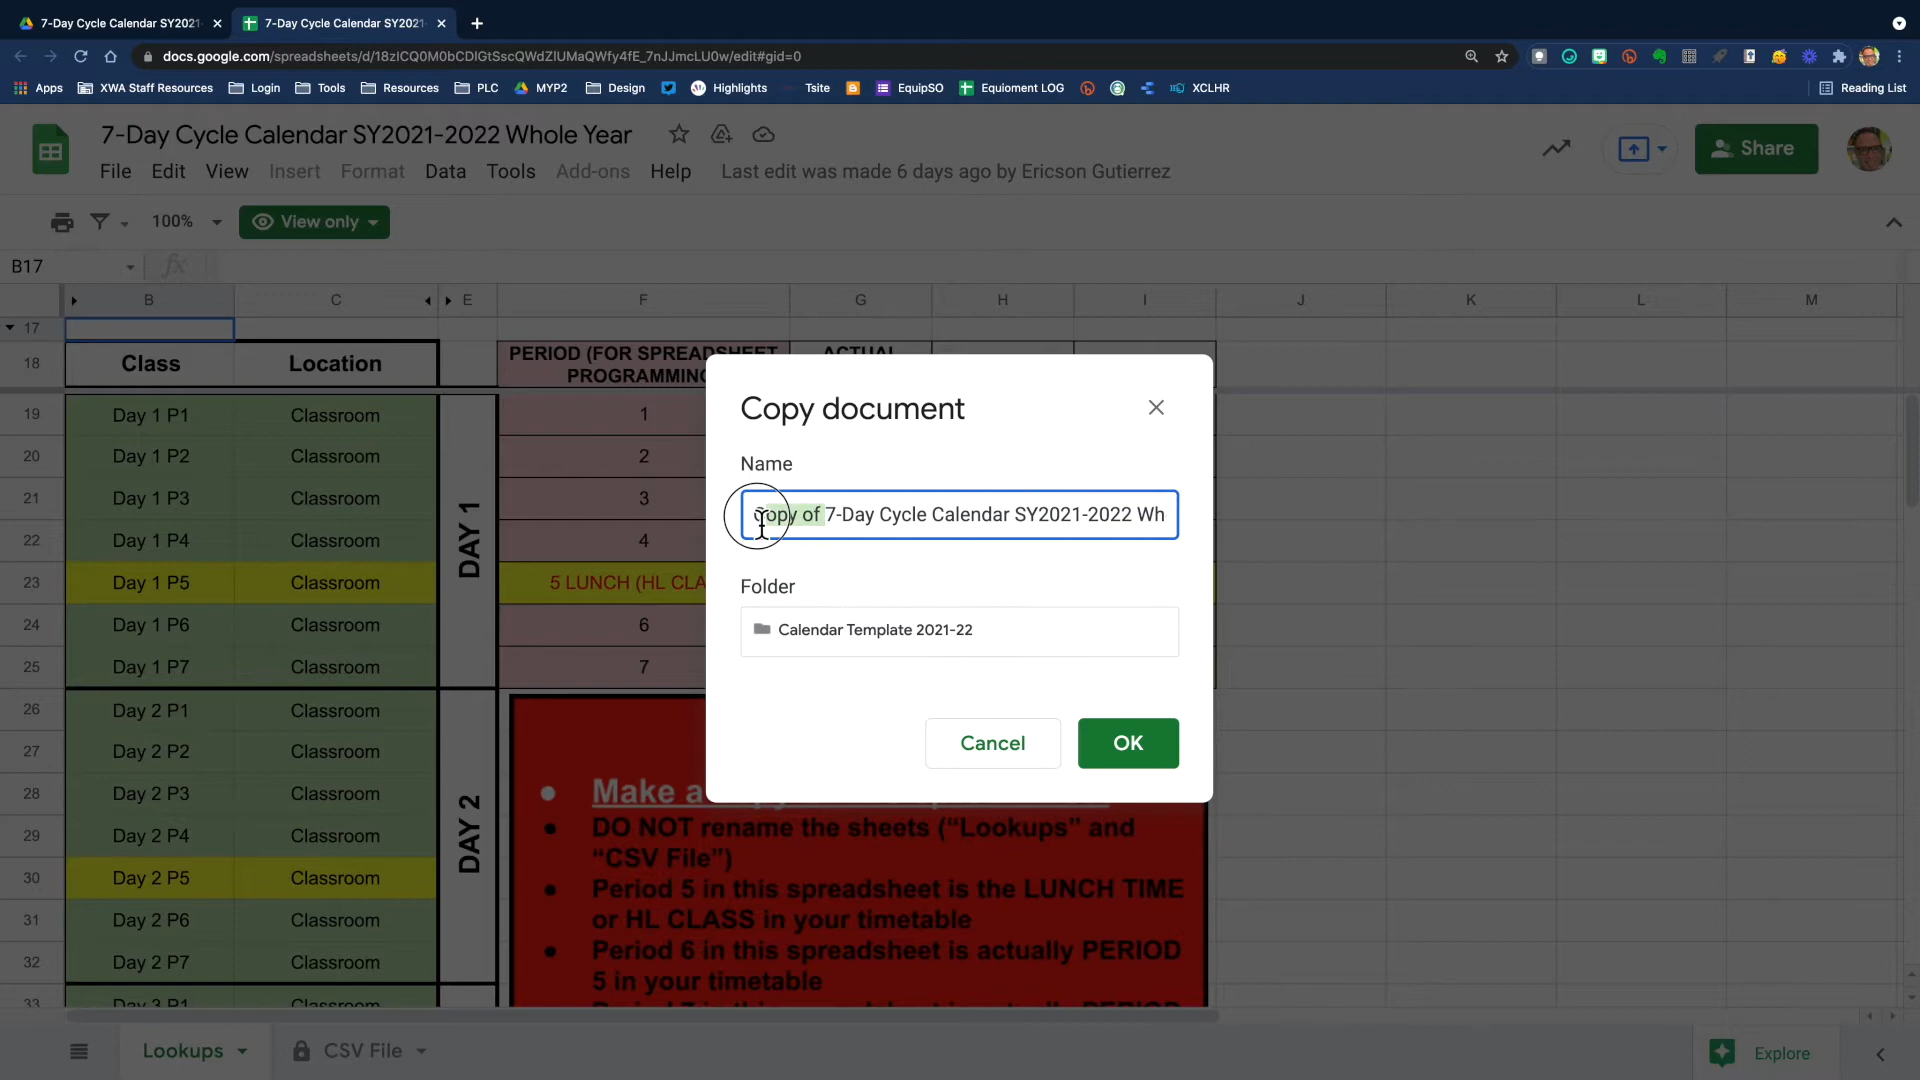 7-Day Cycle Calendar SY2021-
7-Day Cycle Calendar SY2021-
docs.google.com/spreadsheets/d/18zICQ0M0bCDIGtSscQWdZIUMaQWfy4fE_7nJJmcLU0w/edit#gid=0
Apps XWA Staff Resources Login Tools Resources PLC MYP2 Design Highlights Tsite EquipSO Equioment LOG XCLHR Reading List
7-Day Cycle Calendar SY2021-2022 Whole Year
Share
File Edit View Insert Format Data Tools Add-ons Help Last edit was made 6 days ago by Ericson Gutierrez
100% View only
B17 fx
B C E F G H I J K L M
17
18 Class Location PERIOD (FOR SPREADSHEET ACTUAL
PROGRAMMING
19 Day 1 P1 Classroom 1
20 Day 1 P2 Classroom 2
21 Day 1 P3 Classroom 3
22 Day 1 P4 Classroom 4
23 Day 1 P5 Classroom 5 LUNCH (HL CLA
24 Day 1 P6 Classroom 6
25 Day 1 P7 Classroom 7
DAY 1
26 Day 2 P1 Classroom
27 Day 2 P2 Classroom
28 Day 2 P3 Classroom
29 Day 2 P4 Classroom
30 Day 2 P5 Classroom
31 Day 2 P6 Classroom
32 Day 2 P7 Classroom
33 Day 3 P1 Classroom
DAY 2
Copy document
Name
Copy of 7-Day Cycle Calendar SY2021-2022 Wh
Folder
Calendar Template 2021-22
Cancel OK
● Make a
● DO NOT rename the sheets (“Lookups” and
“CSV File”)
● Period 5 in this spreadsheet is the LUNCH TIME
or HL CLASS in your timetable
● Period 6 in this spreadsheet is actually PERIOD
5 in your timetable
Lookups CSV File Explore